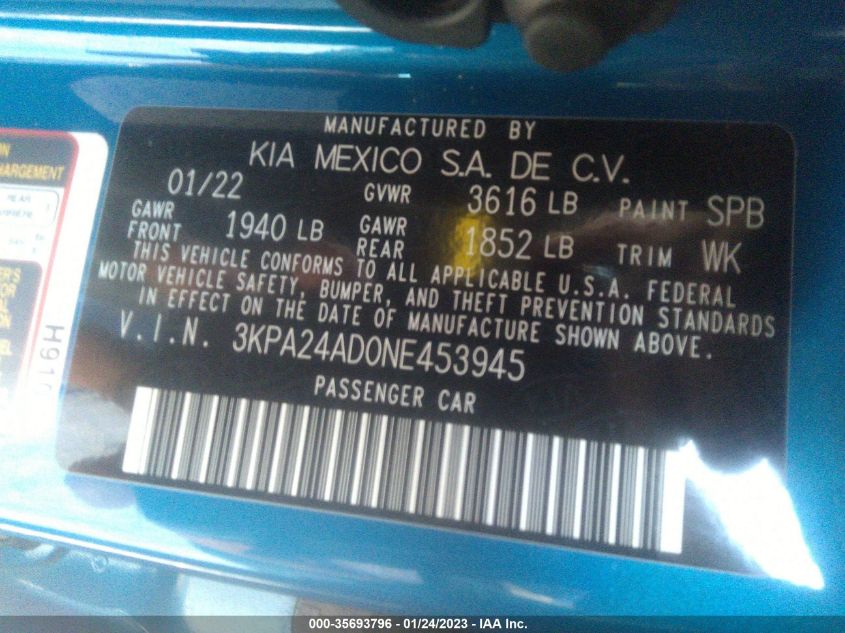 MANUFACTURED BY
KIA MEXICO S.A. DE C.V.
01/22 GVWR 3616 LB PAINT SPB
GAWR FRONT 1940 LB GAWR REAR 1852 LB TRIM WK
THIS VEHICLE CONFORMS TO ALL APPLICABLE U.S.A. FEDERAL
MOTOR VEHICLE SAFETY, BUMPER, AND THEFT PREVENTION STANDARDS
IN EFFECT ON THE DATE OF MANUFACTURE SHOWN ABOVE.
V.I.N. 3KPA24AD0NE453945
PASSENGER CAR
H910
000-35693796 - 01/24/2023 - IAA Inc.